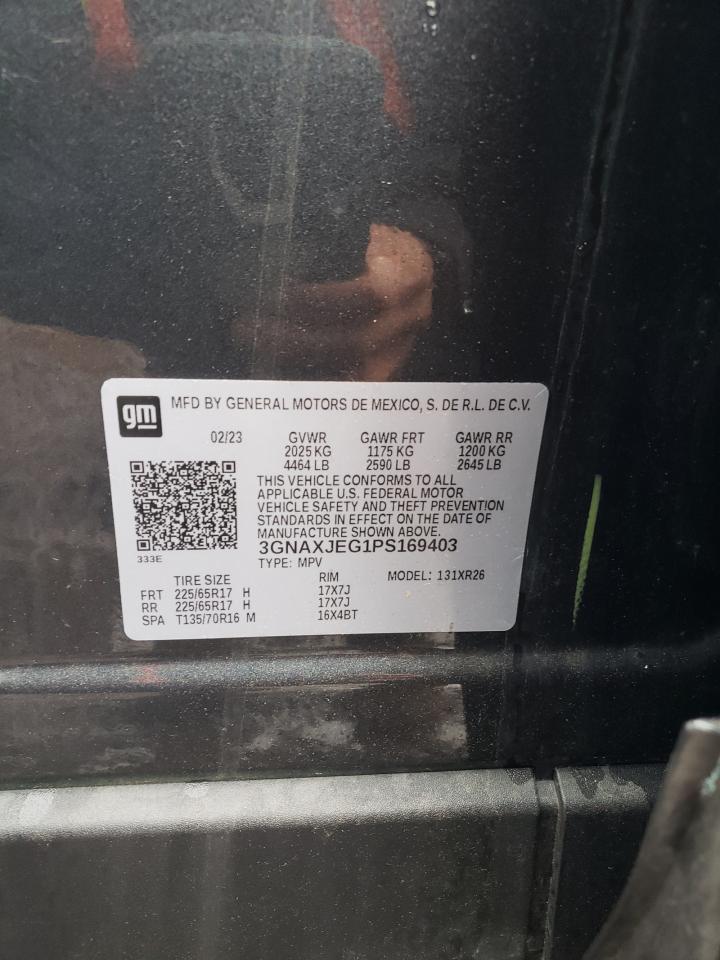 gm MFD BY GENERAL MOTORS DE MEXICO, S. DE R.L. DE C.V.
02/23 GVWR GAWR FRT GAWR RR
2025 KG 1175 KG 1200 KG
4464 LB 2590 LB 2645 LB
THIS VEHICLE CONFORMS TO ALL
APPLICABLE U.S. FEDERAL MOTOR
VEHICLE SAFETY AND THEFT PREVENTION
STANDARDS IN EFFECT ON THE DATE OF
MANUFACTURE SHOWN ABOVE.
3GNAXJEG1PS169403
333E
TYPE: MPV MODEL: 131XR26
TIRE SIZE RIM
FRT 225/65R17 H 17X7J
RR 225/65R17 H 17X7J
SPA T135/70R16 M 16X4BT